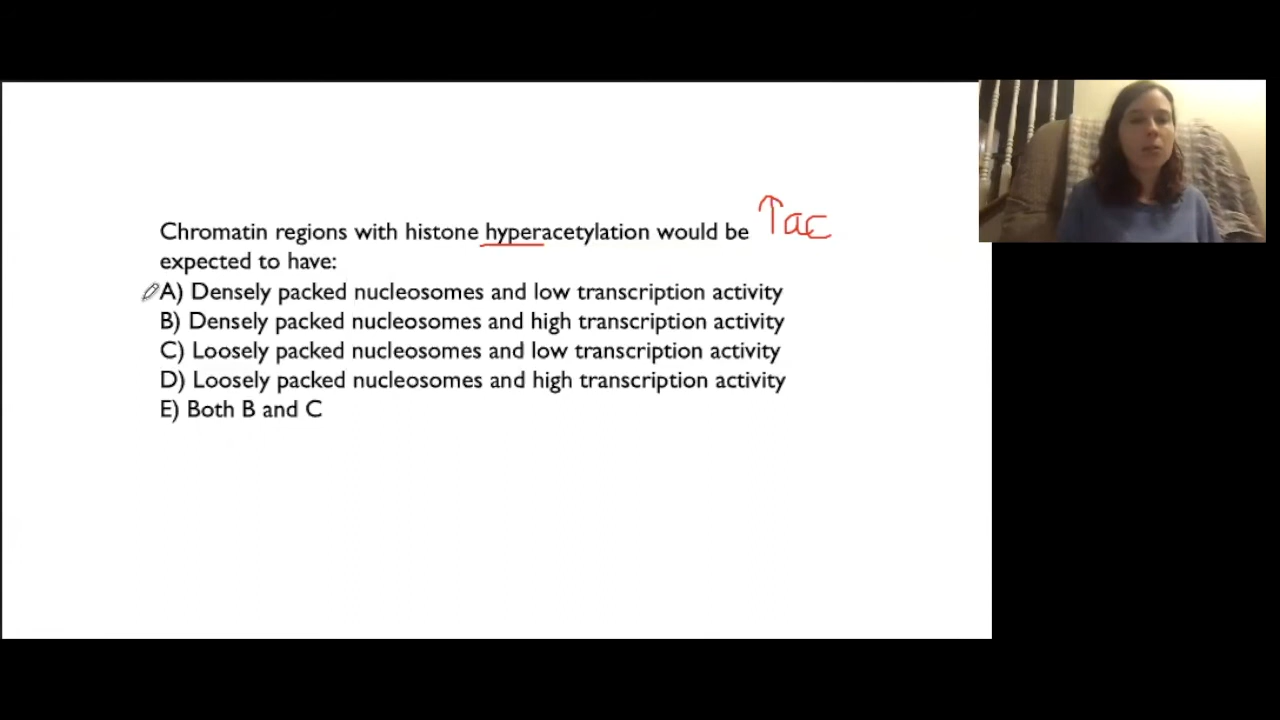 ↑ac
Chromatin regions with histone hyperacetylation would be
expected to have:
A) Densely packed nucleosomes and low transcription activity
B) Densely packed nucleosomes and high transcription activity
C) Loosely packed nucleosomes and low transcription activity
D) Loosely packed nucleosomes and high transcription activity
E) Both B and C